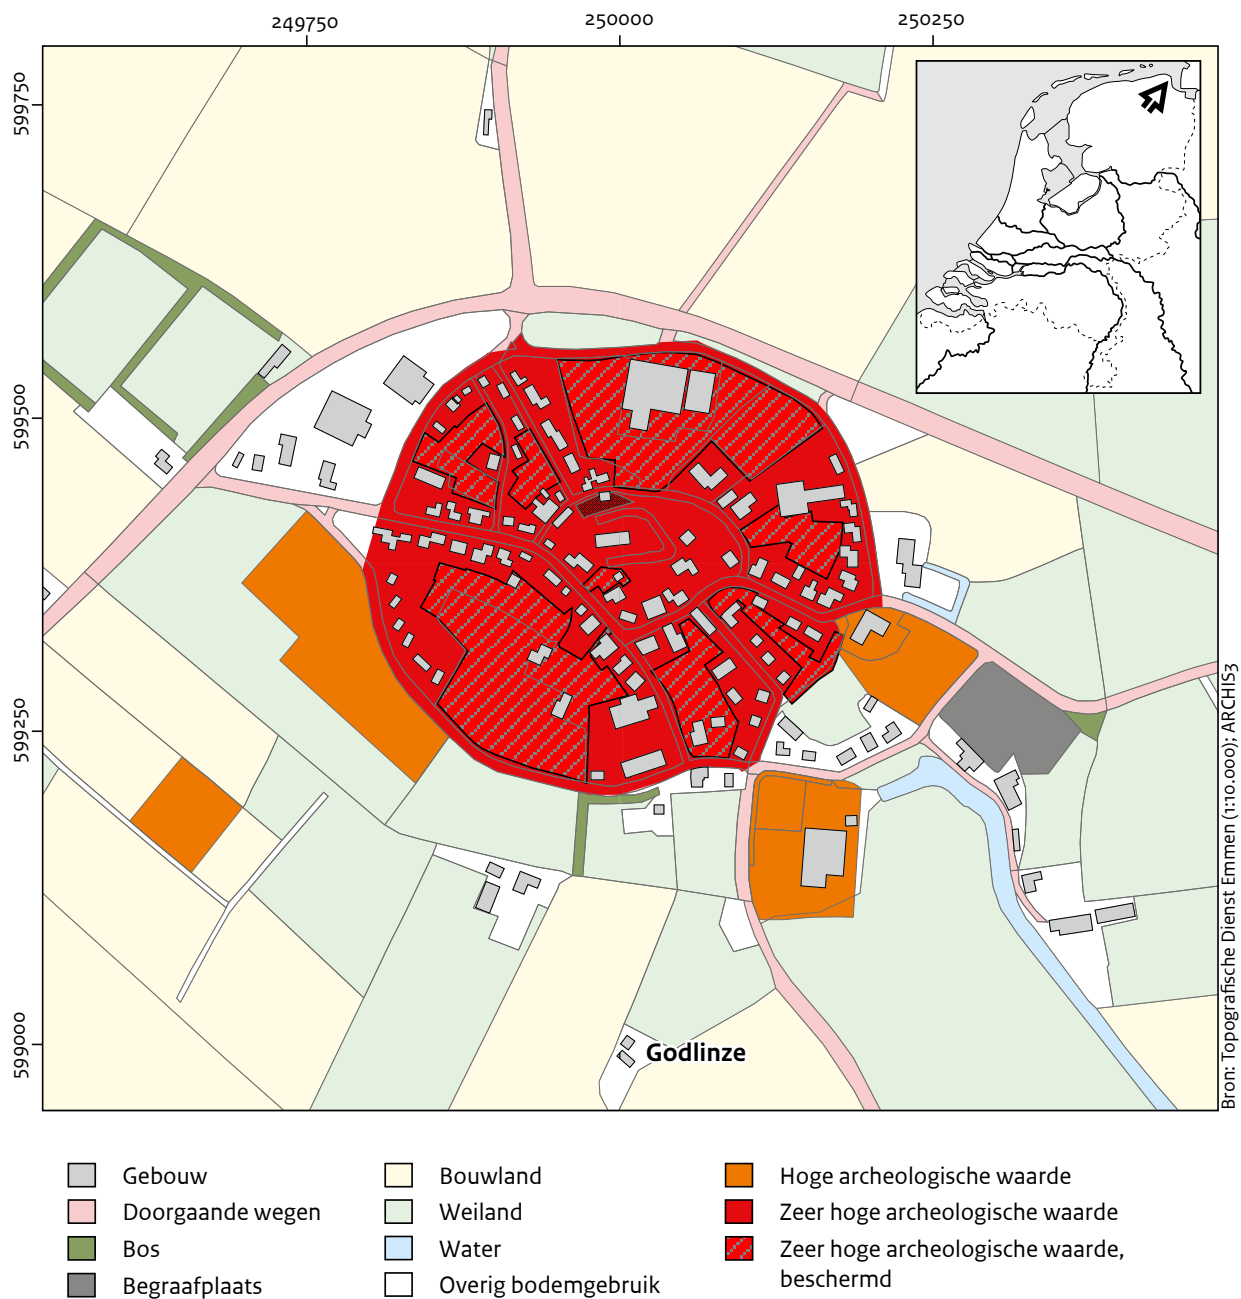 249750
250000
250250
599750
599500
599250
599000
Godlinze
Bron: Topografische Dienst Emmen (1:10.000); ARCHIS3
Gebouw
Doorgaande wegen
Bos
Begraafplaats
Bouwland
Weiland
Water
Overig bodemgebruik
Hoge archeologische waarde
Zeer hoge archeologische waarde
Zeer hoge archeologische waarde,
beschermd